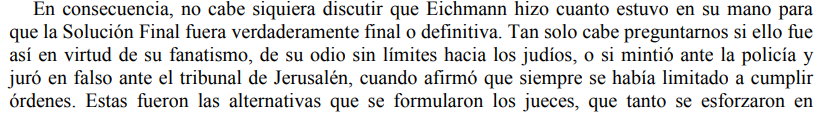 En consecuencia, no cabe siquiera discutir que Eichmann hizo cuanto estuvo en su mano para
que la Solución Final fuera verdaderamente final o definitiva. Tan solo cabe preguntarnos si ello fue
así en virtud de su fanatismo, de su odio sin límites hacia los judíos, o si mintió ante la policía y
juró en falso ante el tribunal de Jerusalén, cuando afirmó que siempre se había limitado a cumplir
órdenes. Estas fueron las alternativas que se formularon los jueces, que tanto se esforzaron en